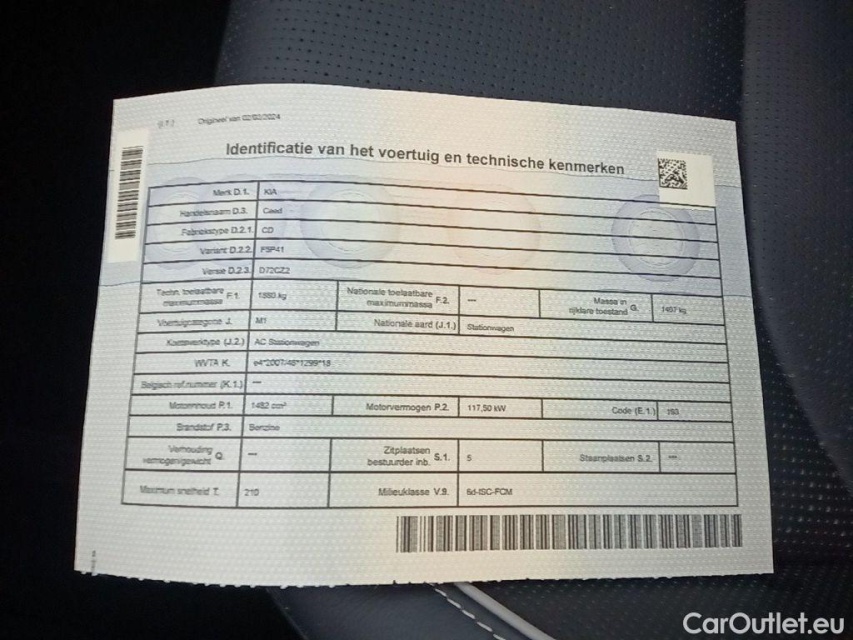 (I.T.) Origineel van 02/02/2024
Identificatie van het voertuig en technische kenmerken
Merk D.1. KIA
Handelsnaam D.3. Ceed
Fabriekstype D.2.1. CD
Variant D.2.2. F5P41
Versie D.2.3. D72CZ2
Techn. toelaatbare maximummassa F.1. 1880 kg Nationale toelaatbare maximummassa F.2. --- Massa in rijklare toestand G. 1497 kg
Voertuigcategorie J. M1 Nationale aard (J.1.) Stationwagen
Koetswerktype (J.2.) AC Stationwagen
WVTA K. e4*2007/46*1299*18
Belgisch ref.nummer (K.1.) ---
Motorinhoud P.1. 1482 cm³ Motorvermogen P.2. 117,50 kW Code (E.1.) 193
Brandstof P.3. Benzine
Verhouding vermogen/gewicht Q. --- Zitplaatsen bestuurder inb. S.1. 5 Staanplaatsen S.2. ---
Maximum snelheid T. 210 Milieuklasse V.9. 6d-ISC-FCM
CarOutlet.eu